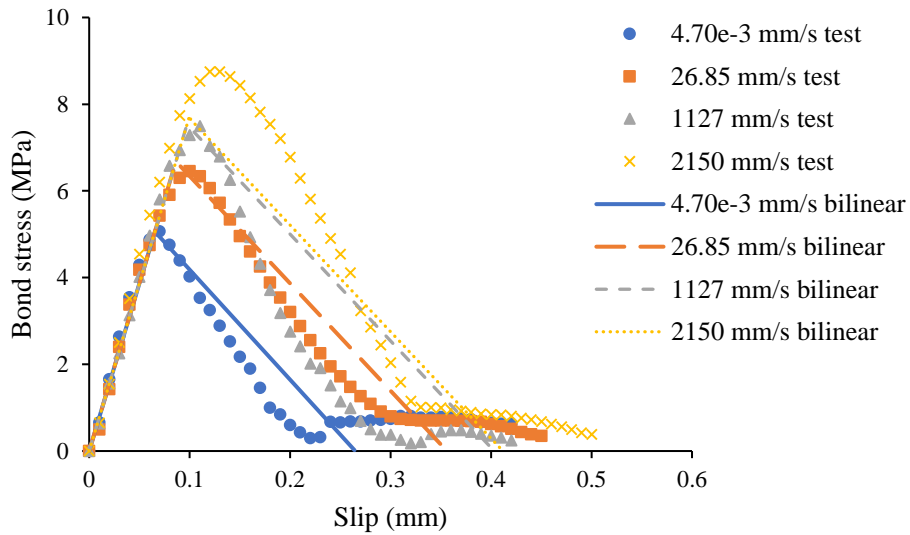 10
8
6
4
2
0
Bond stress (MPa)
0 0.1 0.2 0.3 0.4 0.5 0.6
Slip (mm)
4.70e-3 mm/s test
26.85 mm/s test
1127 mm/s test
2150 mm/s test
4.70e-3 mm/s bilinear
26.85 mm/s bilinear
1127 mm/s bilinear
2150 mm/s bilinear